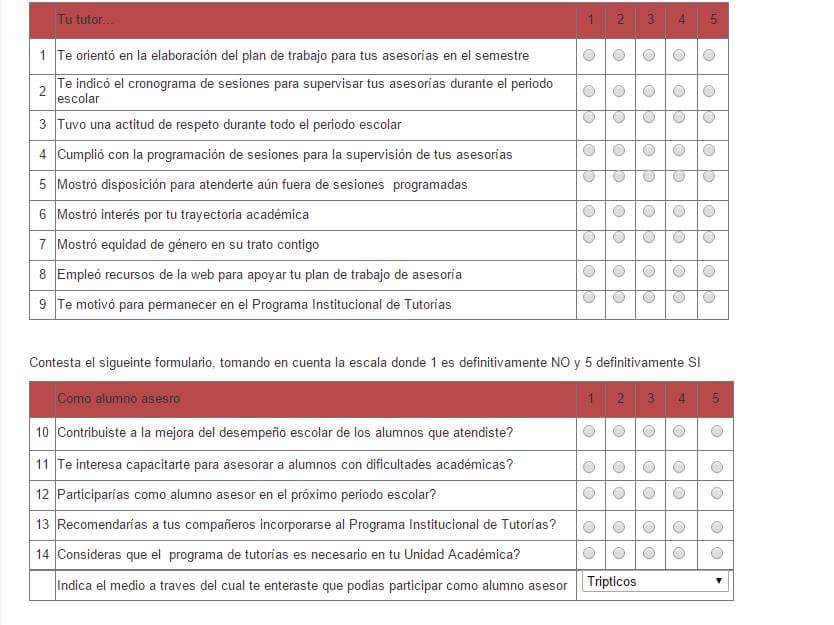 Tu tutor... 1 2 3 4 5
1 Te orientó en la elaboración del plan de trabajo para tus asesorías en el semestre
2 Te indicó el cronograma de sesiones para supervisar tus asesorías durante el periodo
escolar
3 Tuvo una actitud de respeto durante todo el periodo escolar
4 Cumplió con la programación de sesiones para la supervisión de tus asesorías
5 Mostró disposición para atenderte aún fuera de sesiones programadas
6 Mostró interés por tu trayectoria académica
7 Mostró equidad de género en su trato contigo
8 Empleó recursos de la web para apoyar tu plan de trabajo de asesoría
9 Te motivó para permanecer en el Programa Institucional de Tutorías
Contesta el sigueinte formulario, tomando en cuenta la escala donde 1 es definitivamente NO y 5 definitivamente SI
Como alumno asesro 1 2 3 4 5
10 Contribuiste a la mejora del desempeño escolar de los alumnos que atendiste?
11 Te interesa capacitarte para asesorar a alumnos con dificultades académicas?
12 Participarías como alumno asesor en el próximo periodo escolar?
13 Recomendarías a tus compañeros incorporarse al Programa Institucional de Tutorías?
14 Consideras que el programa de tutorías es necesario en tu Unidad Académica?
Indica el medio a traves del cual te enteraste que podias participar como alumno asesor Tripticos